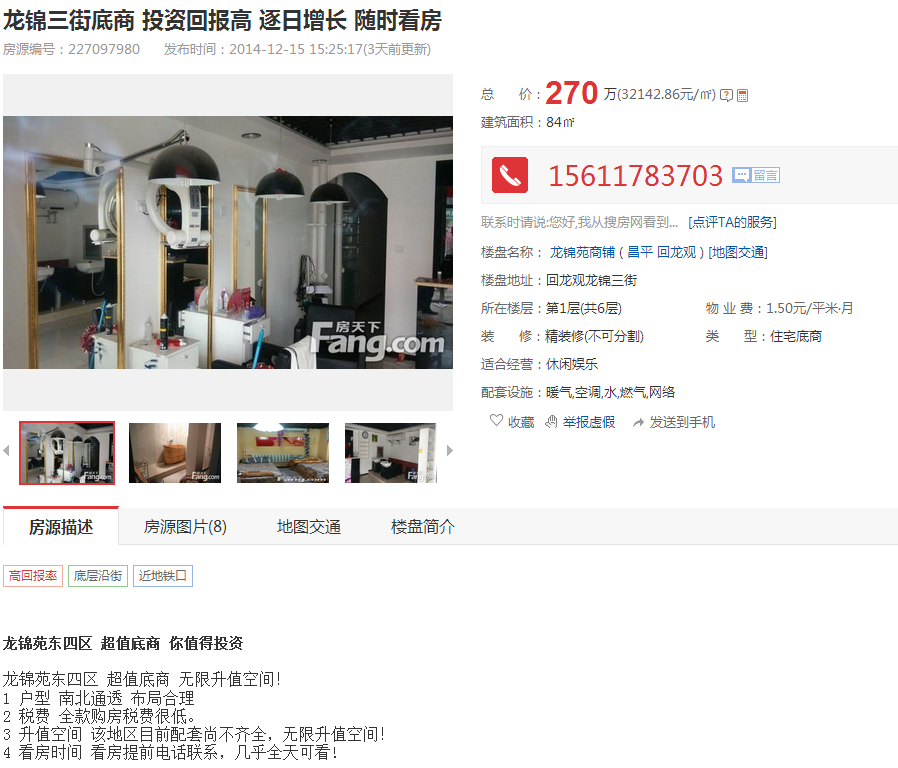 龙锦三街底商 投资回报高 逐日增长 随时看房
房源编号：227097980 发布时间：2014-12-15 15:25:17(3天前更新)
总 价：270 万(32142.86元/㎡)
建筑面积：84㎡
15611783703 留言
联系时请说:您好,我从搜房网看到... [点评TA的服务]
楼盘名称： 龙锦苑商铺 ( 昌平 回龙观 ) [地图交通]
楼盘地址：回龙观龙锦三街
所在楼层：第1层(共6层) 物 业 费：1.50元/平米·月
装 修：精装修(不可分割) 类 型：住宅底商
适合经营：休闲娱乐
配套设施：暖气,空调,水,燃气,网络
收藏 举报虚假 发送到手机
房天下
Fang.com
Fang.com
Fang.com
Fang.com
Fang.com
房源描述 房源图片(8) 地图交通 楼盘简介
高回报率 底层沿街 近地铁口
龙锦苑东四区 超值底商 你值得投资
龙锦苑东四区 超值底商 无限升值空间!
1 户型 南北通透 布局合理
2 税费 全款购房税费很低。
3 升值空间 该地区目前配套尚不齐全，无限升值空间!
4 看房时间 看房提前电话联系，几乎全天可看!